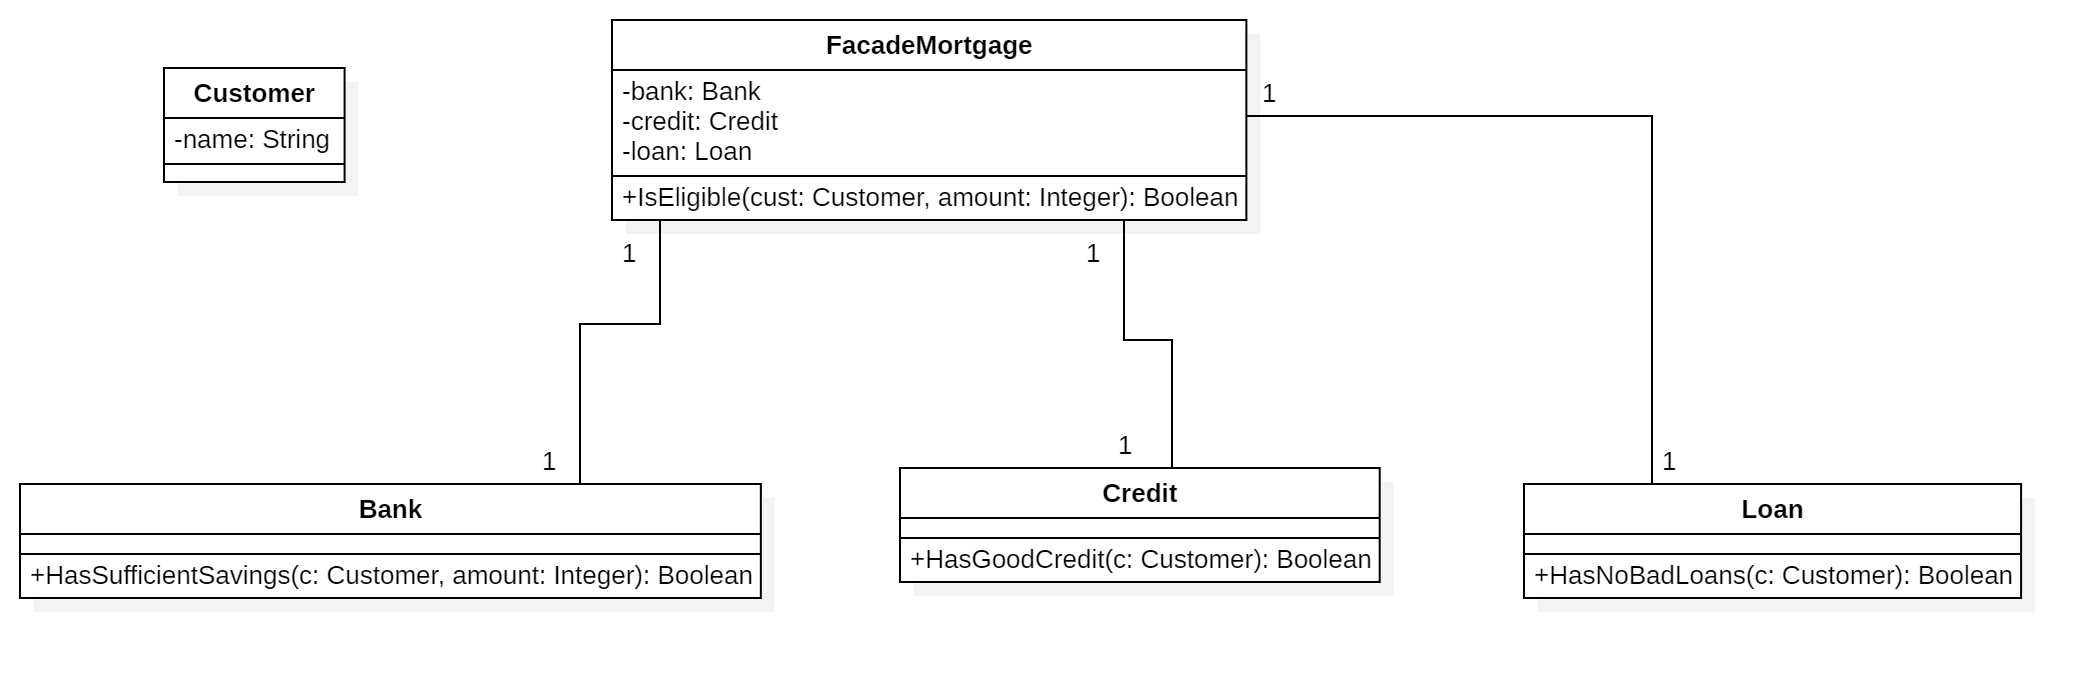 FacadeMortgage
-bank: Bank
-credit: Credit
-loan: Loan
+IsEligible(cust: Customer, amount: Integer): Boolean
Customer
-name: String
1
1
1
1
1
1
Bank
+HasSufficientSavings(c: Customer, amount: Integer): Boolean
Credit
+HasGoodCredit(c: Customer): Boolean
Loan
+HasNoBadLoans(c: Customer): Boolean